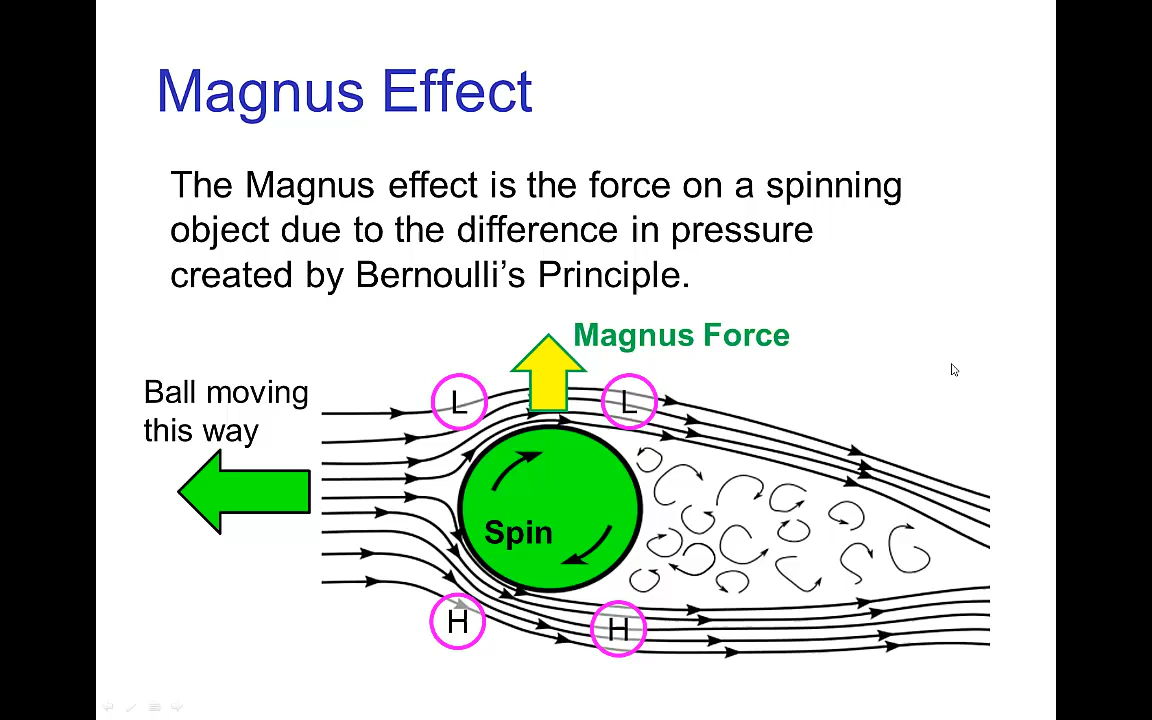 Magnus Effect
The Magnus effect is the force on a spinning
object due to the difference in pressure
created by Bernoulli’s Principle.
Magnus Force
Ball moving
this way
L
L
Spin
H
H